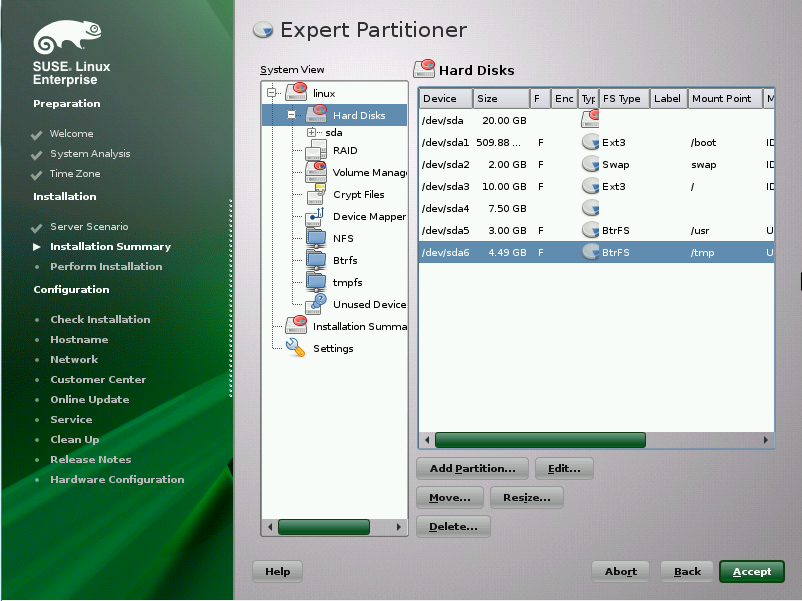 SUSE. Linux
Enterprise
Preparation
Welcome
System Analysis
Time Zone
Installation
Server Scenario
Installation Summary
Perform Installation
Configuration
Check Installation
Hostname
Network
Customer Center
Online Update
Service
Clean Up
Release Notes
Hardware Configuration
Expert Partitioner
System View
linux
Hard Disks
sda
RAID
Volume Manag
Crypt Files
Device Mapper
NFS
Btrfs
tmpfs
Unused Device
Installation Summa
Settings
Hard Disks
Device Size F Enc Typ FS Type Label Mount Point M
/dev/sda 20.00 GB
/dev/sda1 509.88 ... F Ext3 /boot ID
/dev/sda2 2.00 GB F Swap swap ID
/dev/sda3 10.00 GB F Ext3 / ID
/dev/sda4 7.50 GB
/dev/sda5 3.00 GB F BtrFS /usr U
/dev/sda6 4.49 GB F BtrFS /tmp U
Add Partition... Edit...
Move... Resize...
Delete...
Help Abort Back Accept